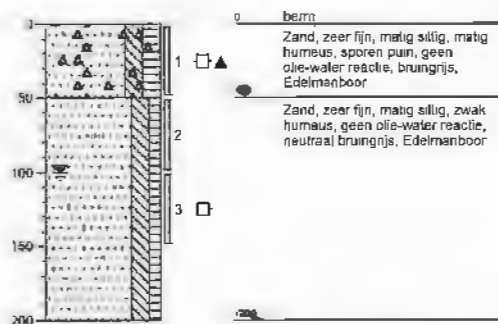 0 berm
Zand, zeer fijn, matig siltig, matig
humeus, sporen puin, geen
olie-water reactie, bruingrijs,
Edelmanboor
1
50
Zand, zeer fijn, matig siltig, zwak
humeus, geen olie-water reactie,
neutraal bruingrijs, Edelmanboor
2
100
3
150
200